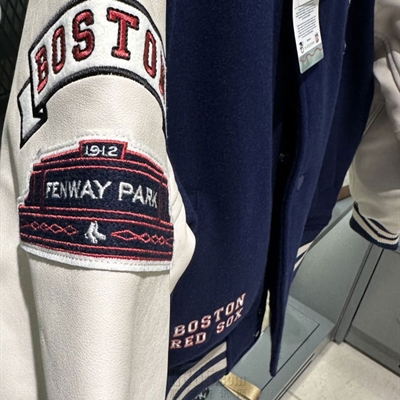 BOSTON
1912
FENWAY PARK
BOSTON
RED SOX